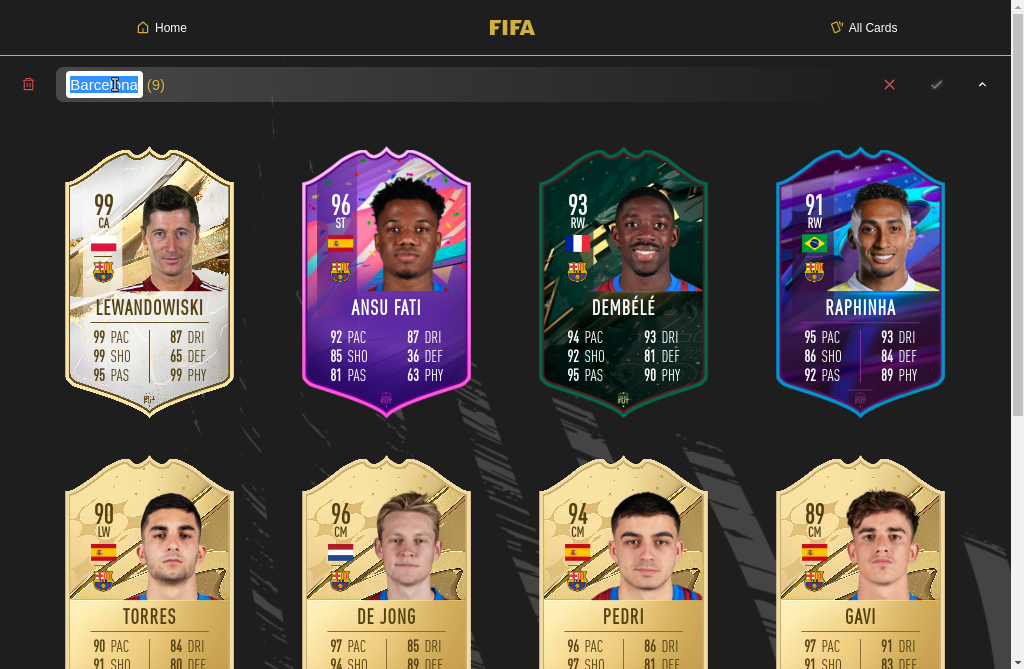 Home
FIFA
All Cards
Barcelona (9)
99
CA
LEWANDOWISKI
99 PAC 87 DRI
99 SHO 65 DEF
95 PAS 99 PHY
96
ST
ANSU FATI
92 PAC 87 DRI
85 SHO 36 DEF
81 PAS 63 PHY
93
RW
DEMBÉLÉ
94 PAC 93 DRI
92 SHO 81 DEF
95 PAS 90 PHY
91
RW
RAPHINHA
95 PAC 93 DRI
86 SHO 84 DEF
92 PAS 89 PHY
90
LW
TORRES
90 PAC 84 DRI
91 SHO 80 DEF
96
CM
DE JONG
97 PAC 85 DRI
94 SHO 89 DEF
94
CM
PEDRI
96 PAC 86 DRI
97 SHO 81 DEF
89
CM
GAVI
97 PAC 91 DRI
91 SHO 83 DEF